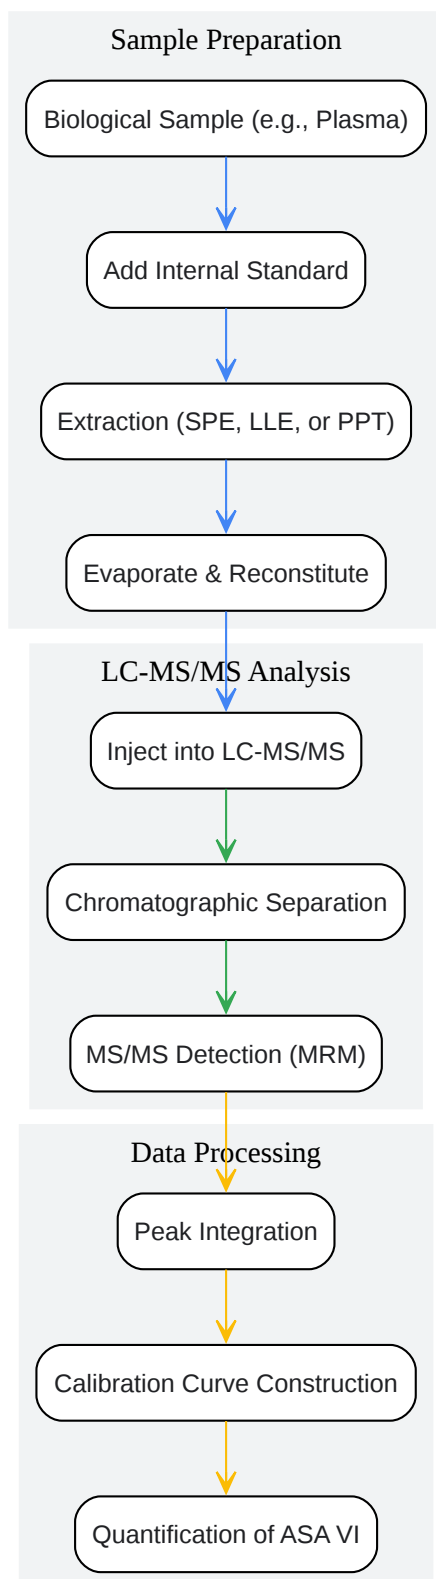 Sample Preparation
Biological Sample (e.g., Plasma)
Add Internal Standard
Extraction (SPE, LLE, or PPT)
Evaporate & Reconstitute
LC-MS/MS Analysis
Inject into LC-MS/MS
Chromatographic Separation
MS/MS Detection (MRM)
Data Processing
Peak Integration
Calibration Curve Construction
Quantification of ASA VI